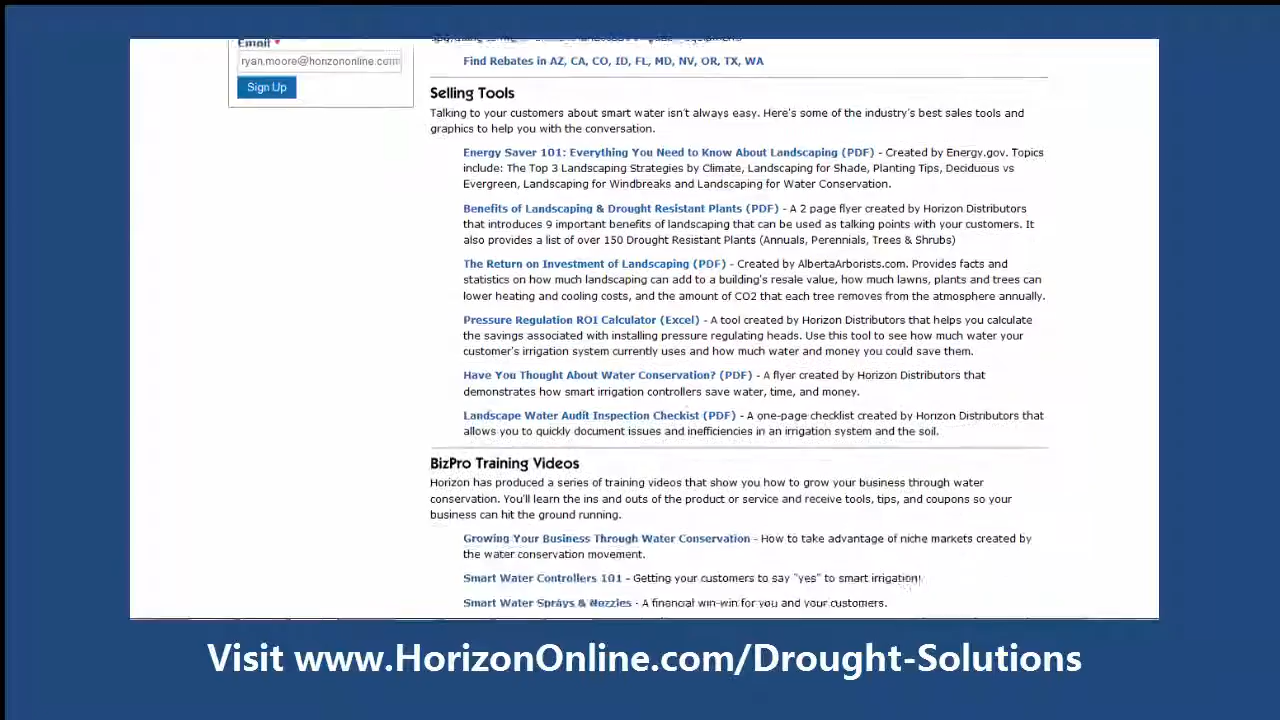 Email *
ryan.moore@horizononline.com
Sign Up
Find Rebates in AZ, CA, CO, ID, FL, MD, NV, OR, TX, WA
Selling Tools
Talking to your customers about smart water isn't always easy. Here's some of the industry's best sales tools and
graphics to help you with the conversation.
Energy Saver 101: Everything You Need to Know About Landscaping (PDF) - Created by Energy.gov. Topics
include: The Top 3 Landscaping Strategies by Climate, Landscaping for Shade, Planting Tips, Deciduous vs
Evergreen, Landscaping for Windbreaks and Landscaping for Water Conservation.
Benefits of Landscaping & Drought Resistant Plants (PDF) - A 2 page flyer created by Horizon Distributors
that introduces 9 important benefits of landscaping that can be used as talking points with your customers. It
also provides a list of over 150 Drought Resistant Plants (Annuals, Perennials, Trees & Shrubs)
The Return on Investment of Landscaping (PDF) - Created by AlbertaArborists.com. Provides facts and
statistics on how much landscaping can add to a building's resale value, how much lawns, plants and trees can
lower heating and cooling costs, and the amount of CO2 that each tree removes from the atmosphere annually.
Pressure Regulation ROI Calculator (Excel) - A tool created by Horizon Distributors that helps you calculate
the savings associated with installing pressure regulating heads. Use this tool to see how much water your
customer's irrigation system currently uses and how much water and money you could save them.
Have You Thought About Water Conservation? (PDF) - A flyer created by Horizon Distributors that
demonstrates how smart irrigation controllers save water, time, and money.
Landscape Water Audit Inspection Checkist (PDF) - A one-page checklist created by Horizon Distributors that
allows you to quickly document issues and inefficiencies in an irrigation system and the soil.
BizPro Training Videos
Horizon has produced a series of training videos that show you how to grow your business through water
conservation. You'll learn the ins and outs of the product or service and receive tools, tips, and coupons so your
business can hit the ground running.
Growing Your Business Through Water Conservation - How to take advantage of niche markets created by
the water conservation movement.
Smart Water Controllers 101 - Getting your customers to say "yes" to smart irrigation!
Smart Water Sprays & Nozzles - A financial win-win for you and your customers.
Visit www.HorizonOnline.com/Drought-Solutions